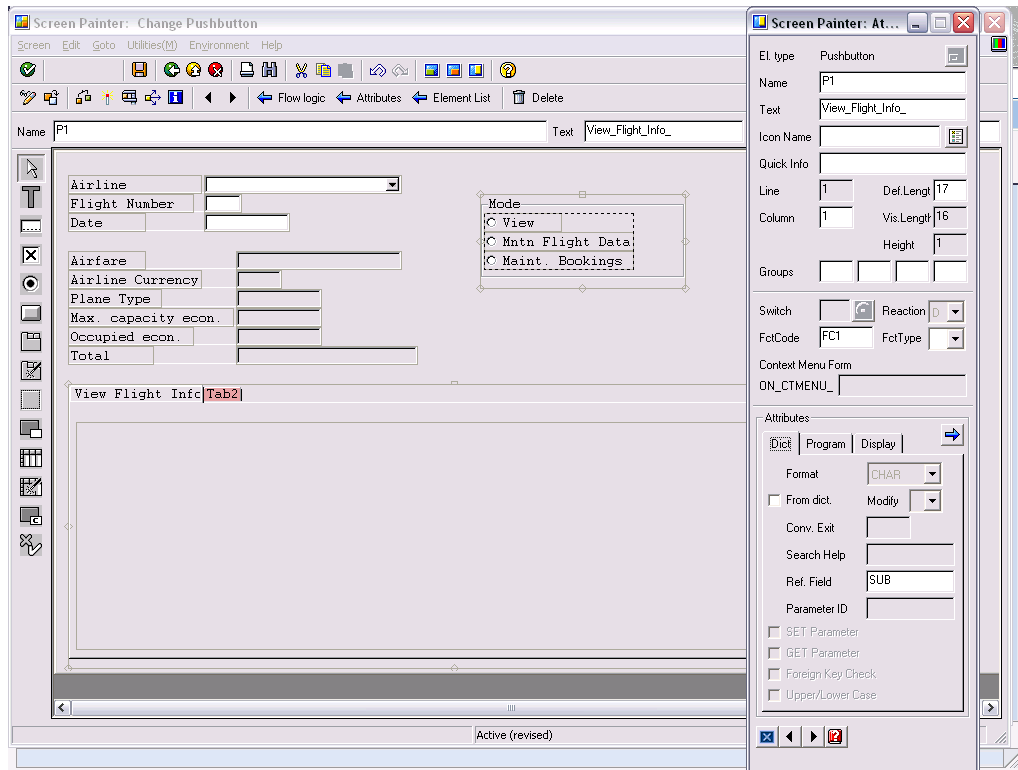 Screen Painter: Change Pushbutton
Screen Edit Goto Utilities(M) Environment Help
Flow logic Attributes Element List Delete
Name P1 Text View_Flight_Info_
Airline
Flight Number
Date
Airfare
Airline Currency
Plane Type
Max. capacity econ.
Occupied econ.
Total
Mode
View
Mntn Flight Data
Maint. Bookings
View Flight Info Tab2
Active (revised)
Screen Painter: At...
El. type Pushbutton
Name P1
Text View_Flight_Info_
Icon Name
Quick Info
Line 1 Def.Lengt 17
Column 1 Vis.Length 16
Height 1
Groups
Switch Reaction D
FctCode FC1 FctType
Context Menu Form
ON_CTMENU_
Attributes
Dict Program Display
Format CHAR
From dict. Modify
Conv. Exit
Search Help
Ref. Field SUB
Parameter ID
SET Parameter
GET Parameter
Foreign Key Check
Upper/Lower Case